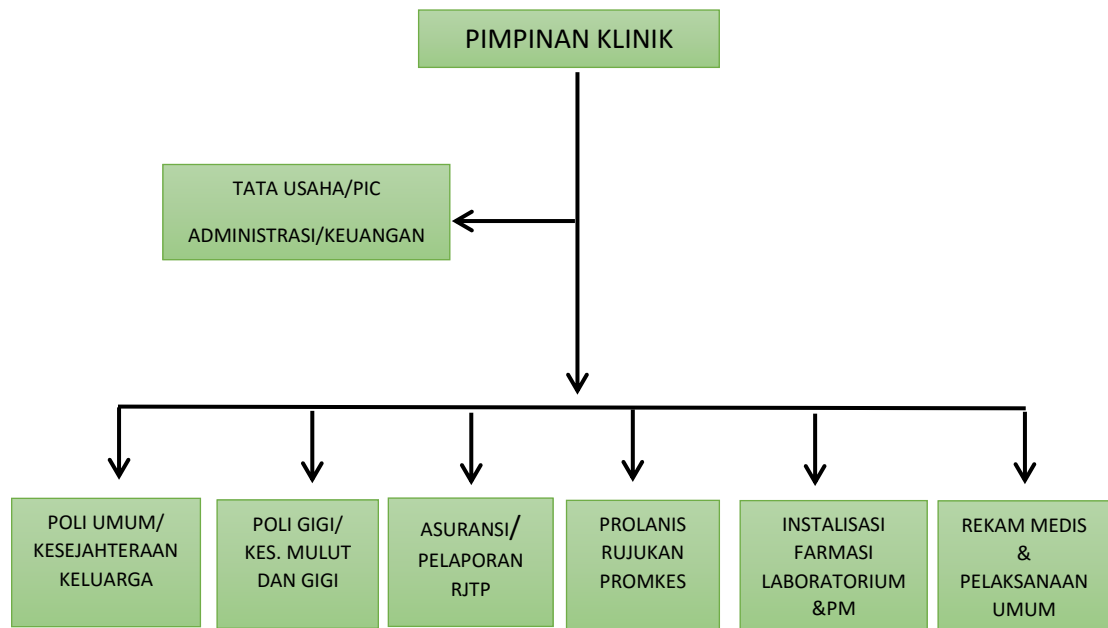 PIMPINAN KLINIK
TATA USAHA/PIC
ADMINISTRASI/KEUANGAN
POLI UMUM/
KESEJAHTERAAN
KELUARGA
POLI GIGI/
KES. MULUT
DAN GIGI
ASURANSI/
PELAPORAN
RJTP
PROLANIS
RUJUKAN
PROMKES
INSTALISASI
FARMASI
LABORATORIUM
&PM
REKAM MEDIS
&
PELAKSANAAN
UMUM